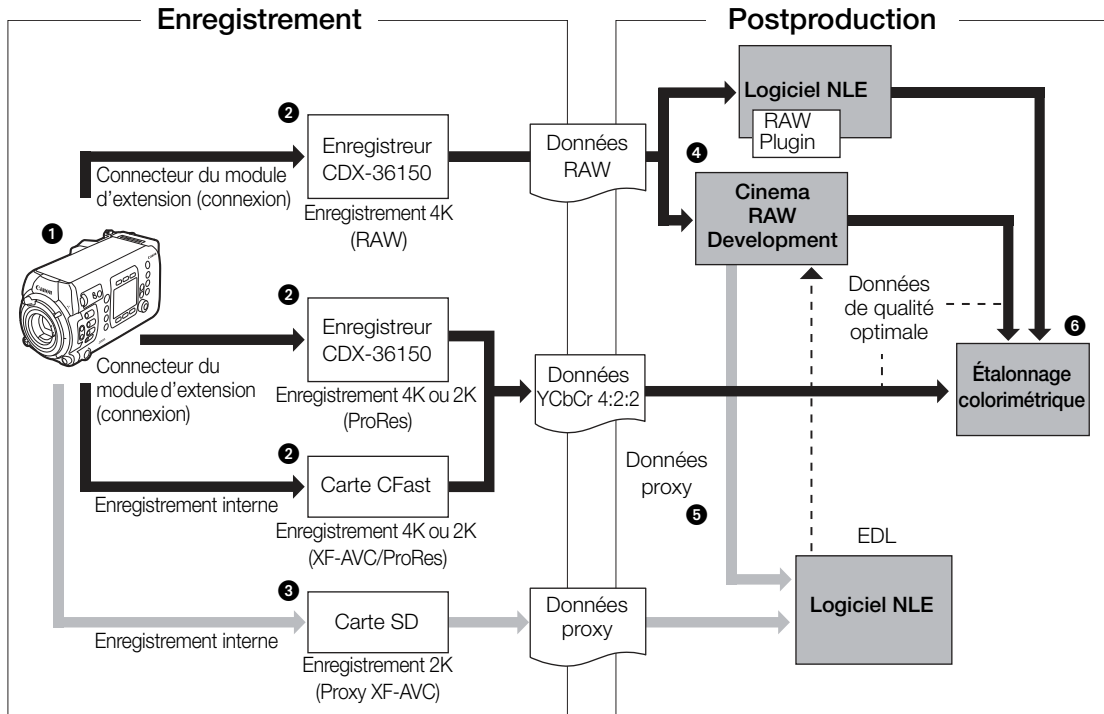 Enregistrement
Postproduction
❷
Enregistreur
CDX-36150
Connecteur du module
d'extension (connexion)
Enregistrement 4K
(RAW)
Données
RAW
Logiciel NLE
RAW
Plugin
❹
Cinema
RAW
Development
❶
Canon
❷
Enregistreur
CDX-36150
Connecteur du
module d'extension
(connexion)
Enregistrement 4K ou 2K
(ProRes)
Données
YCbCr 4:2:2
Données
de qualité
optimale
❻
Étalonnage
colorimétrique
❷
Carte CFast
Enregistrement interne
Enregistrement 4K ou 2K
(XF-AVC/ProRes)
Données
proxy
❺
EDL
❸
Carte SD
Enregistrement interne
Enregistrement 2K
(Proxy XF-AVC)
Données
proxy
Logiciel NLE